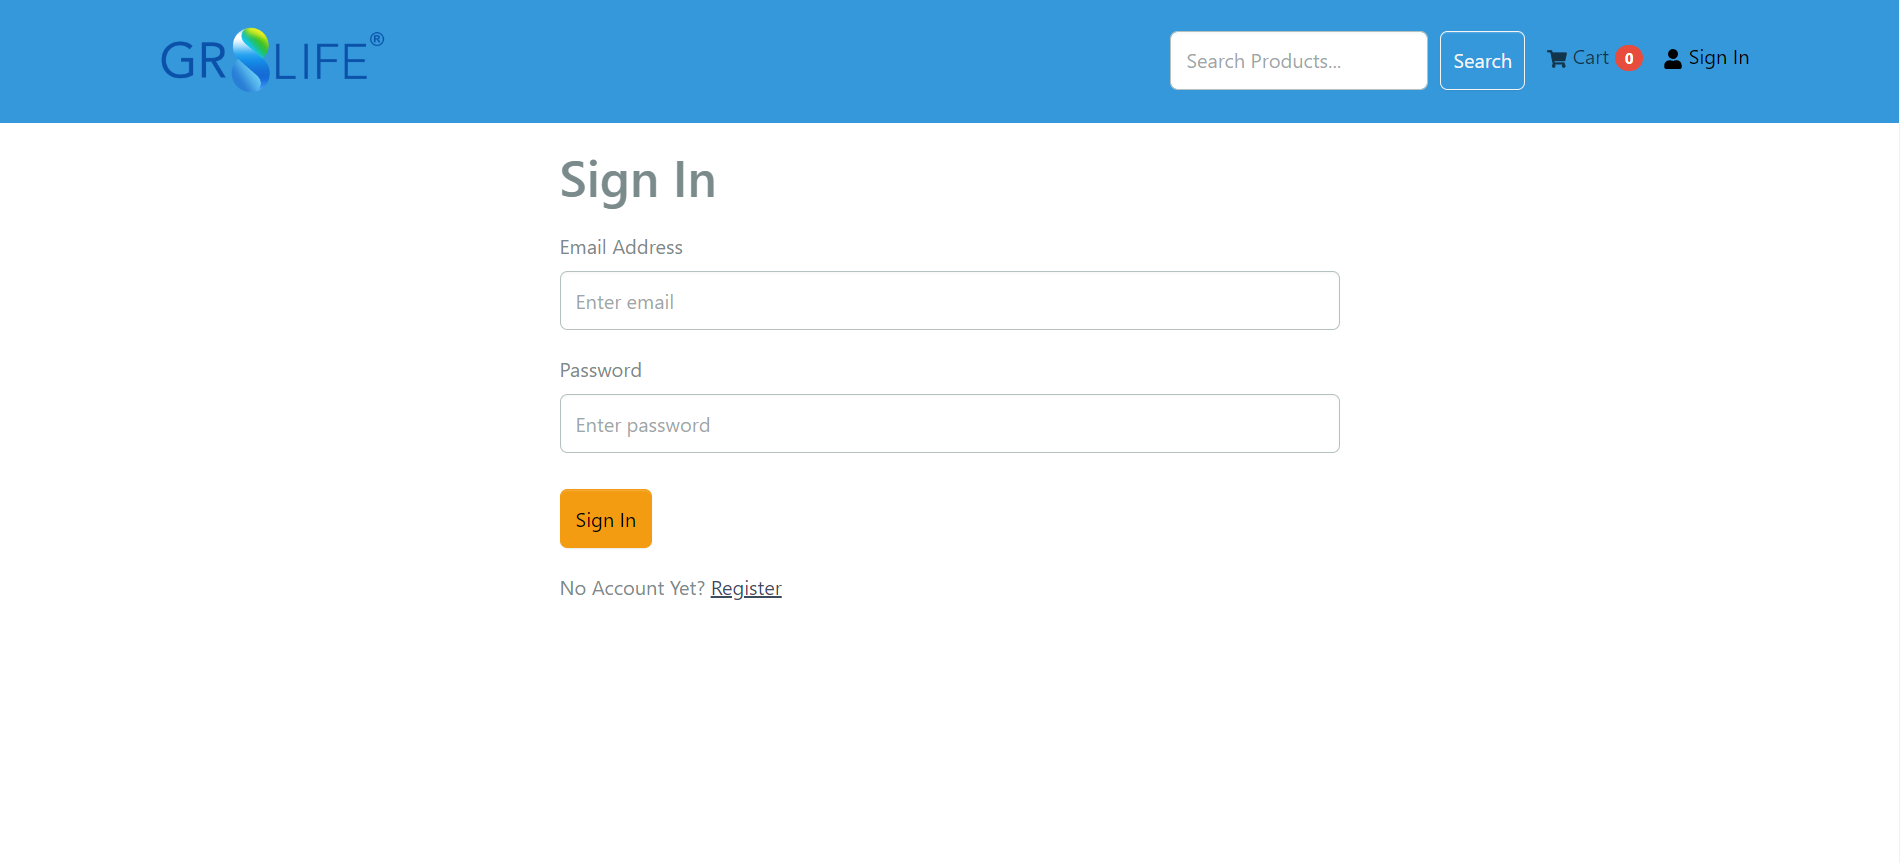 GR8LIFE®
Search Products...
Search
Cart 0
Sign In
Sign In
Email Address
Enter email
Password
Enter password
Sign In
No Account Yet? Register